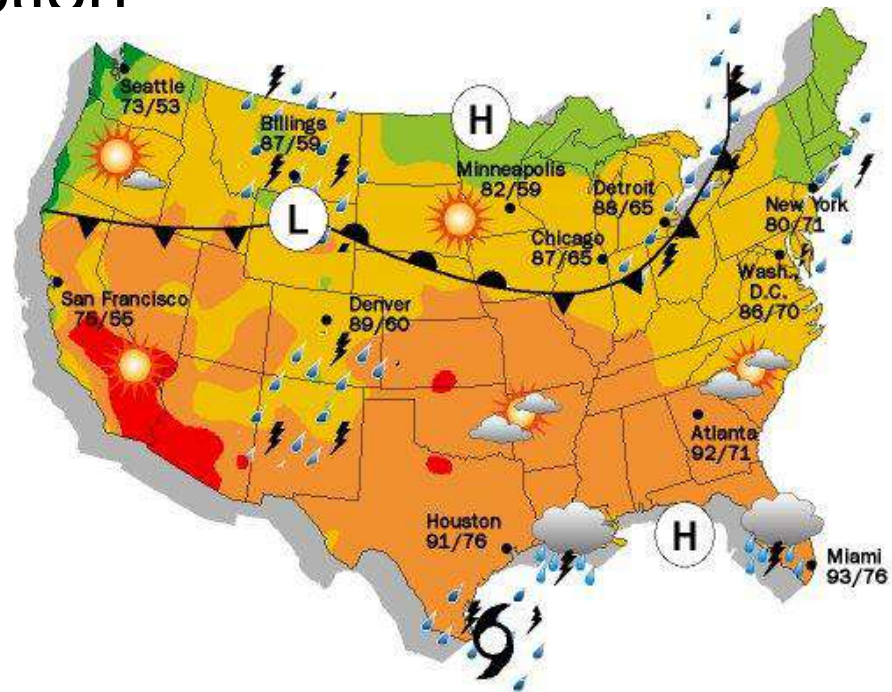 Seattle
73/53
Billings
87/59
H
Minneapolis
82/59
Detroit
88/65
New York
80/71
L
Chicago
87/65
Wash.,
D.C.
86/70
San Francisco
75/55
Denver
89/60
Atlanta
92/71
Houston
91/76
H
Miami
93/76